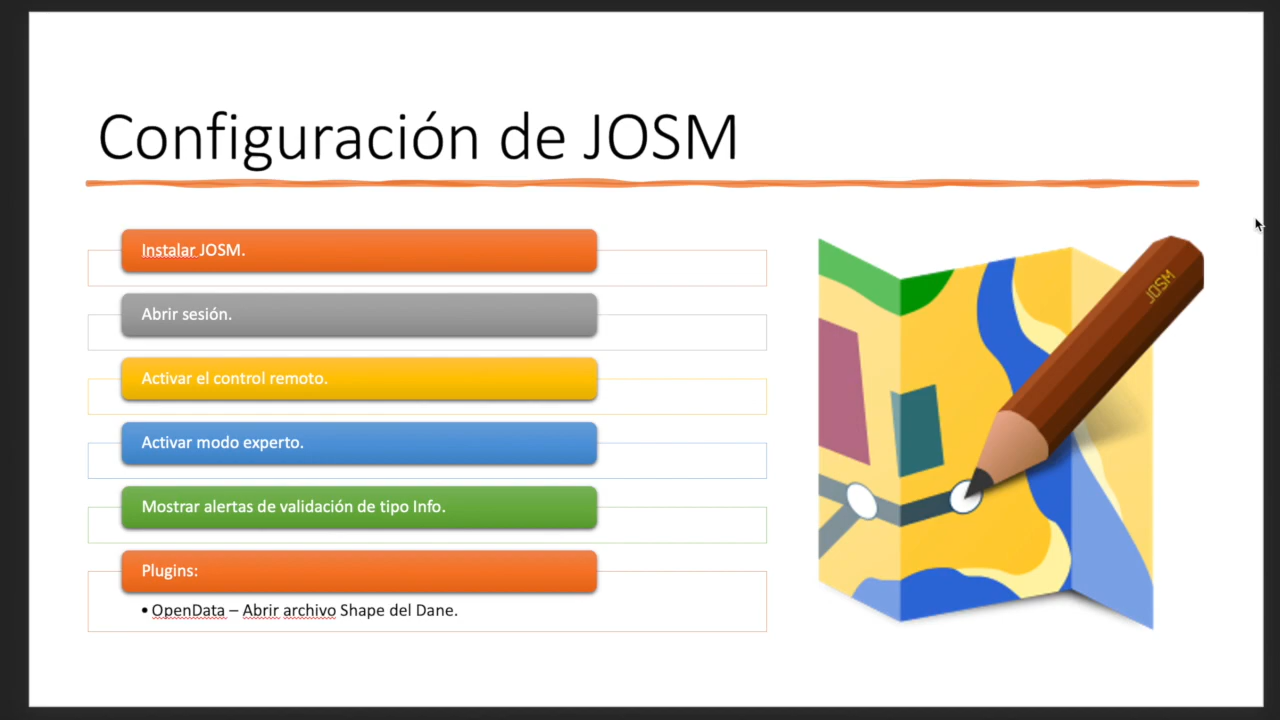 Configuración de JOSM
Instalar JOSM.
Abrir sesión.
Activar el control remoto.
Activar modo experto.
Mostrar alertas de validación de tipo Info.
Plugins:
• OpenData – Abrir archivo Shape del Dane.
JOSM